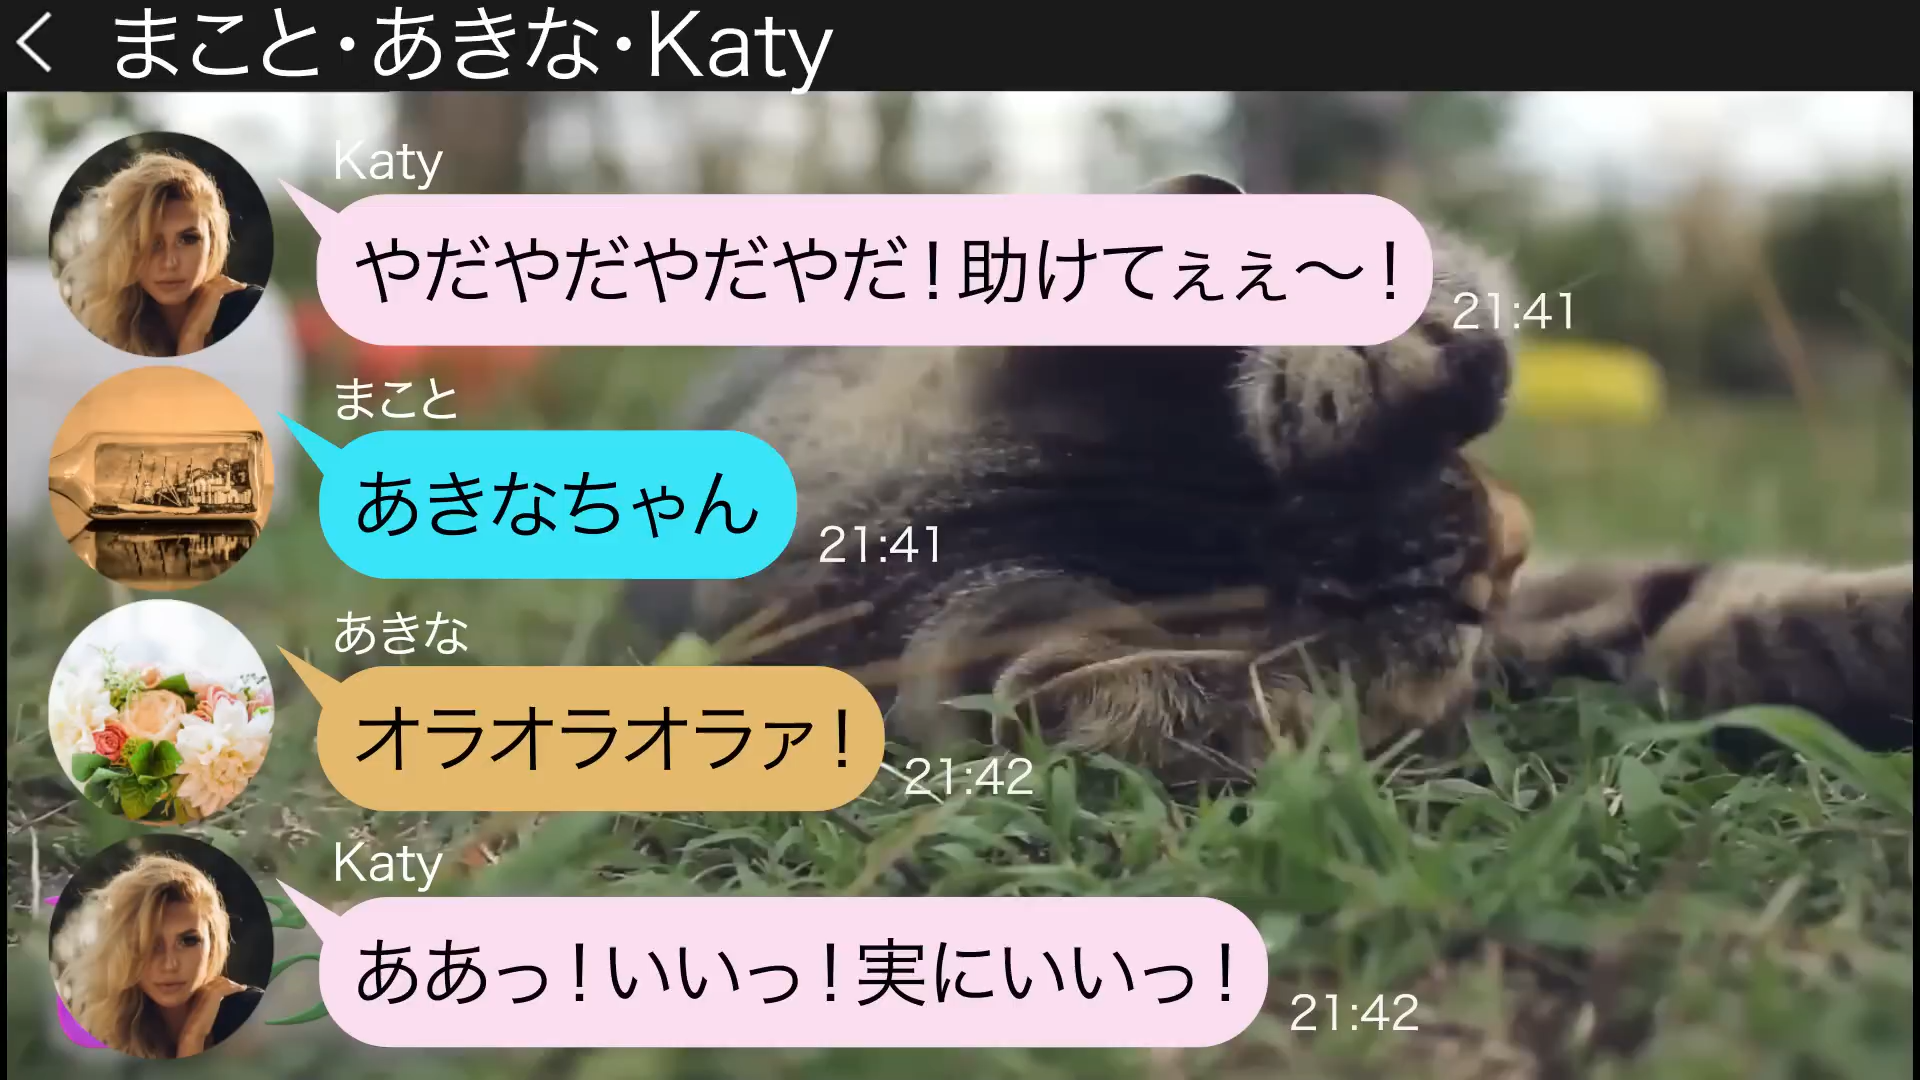 まこと・あきな・Katy
Katy
やだやだやだやだ！助けてぇぇ〜！
21:41
まこと
あきなちゃん
21:41
あきな
オラオラオラァ！
21:42
Katy
ああっ！いいっ！実にいいっ！
21:42